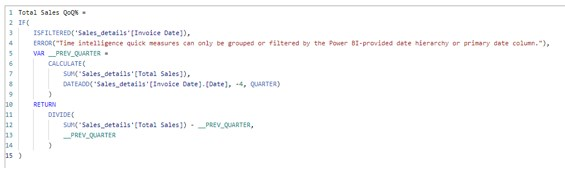 1 Total Sales QoQ% =
2 IF(
3 ISFILTERED('Sales_details'[Invoice Date]),
4 ERROR("Time intelligence quick measures can only be grouped or filtered by the Power BI-provided date hierarchy or primary date column."),
5 VAR __PREV_QUARTER =
6 CALCULATE(
7 SUM('Sales_details'[Total Sales]),
8 DATEADD('Sales_details'[Invoice Date].[Date], -4, QUARTER)
9 )
10 RETURN
11 DIVIDE(
12 SUM('Sales_details'[Total Sales]) - __PREV_QUARTER,
13 __PREV_QUARTER
14 )
15 )